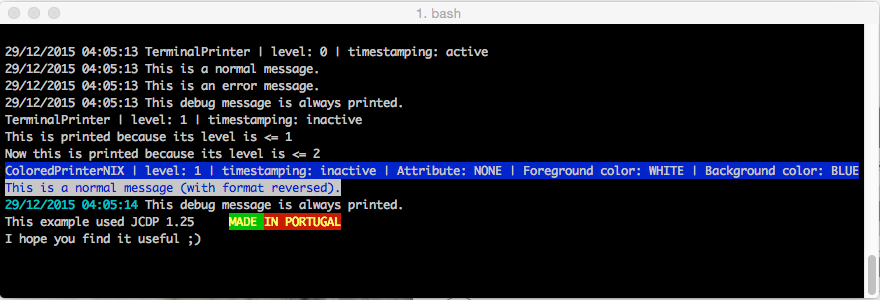 1. bash
29/12/2015 04:05:13 TerminalPrinter | level: 0 | timestamping: active
29/12/2015 04:05:13 This is a normal message.
29/12/2015 04:05:13 This is an error message.
29/12/2015 04:05:13 This debug message is always printed.
TerminalPrinter | level: 1 | timestamping: inactive
This is printed because its level is <= 1
Now this is printed because its level is <= 2
ColoredPrinterNIX | level: 1 | timestamping: inactive | Attribute: NONE | Foreground color: WHITE | Background color: BLUE
This is a normal message (with format reversed).
29/12/2015 04:05:14 This debug message is always printed.
This example used JCDP 1.25 MADE IN PORTUGAL
I hope you find it useful ;)